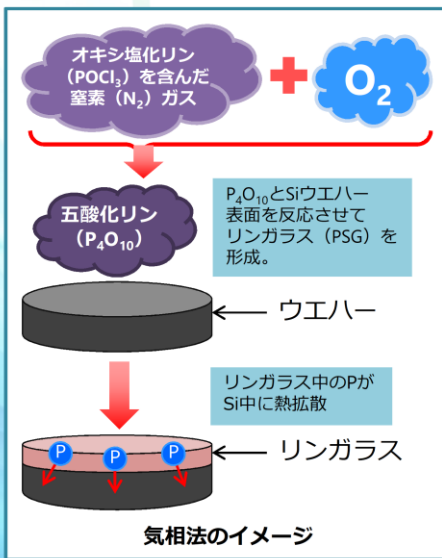 オキシ塩化リン
（POCl₃）を含んだ
窒素（N₂）ガス
＋
O₂
五酸化リン
（P₄O₁₀）
P₄O₁₀とSiウエハー
表面を反応させて
リンガラス（PSG）を
形成。
ウエハー
リンガラス中のPが
Si中に熱拡散
P P P
リンガラス
気相法のイメージ